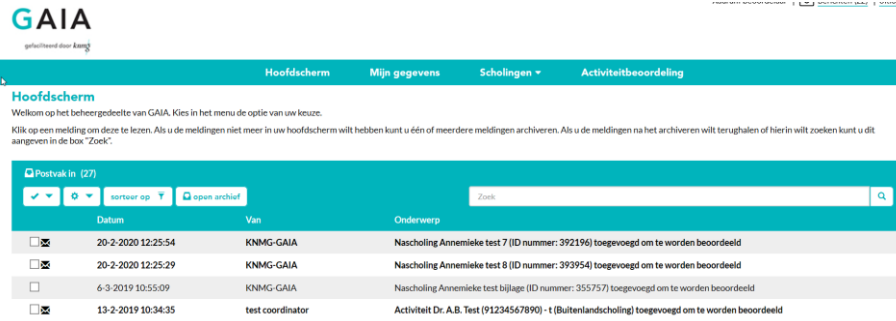 GAIA
gefaciliteerd door knmg
Hoofdscherm Mijn gegevens Scholingen Activiteitbeoordeling
Hoofdscherm
Welkom op het beheergedeelte van GAIA. Kies in het menu de optie van uw keuze.
Klik op een melding om deze te lezen. Als u de meldingen niet meer in uw hoofdscherm wilt hebben kunt u één of meerdere meldingen archiveren. Als u de meldingen na het archiveren wilt terughalen of hierin wilt zoeken kunt u dit
aangeven in de box "Zoek".
Postvak in (27)
sorteer op open archief Zoek
Datum Van Onderwerp
20-2-2020 12:25:54 KNMG-GAIA Nascholing Annemieke test 7 (ID nummer: 392196) toegevoegd om te worden beoordeeld
20-2-2020 12:25:29 KNMG-GAIA Nascholing Annemieke test 8 (ID nummer: 393954) toegevoegd om te worden beoordeeld
6-3-2019 10:55:09 KNMG-GAIA Nascholing Annemieke test bijlage (ID nummer: 355757) toegevoegd om te worden beoordeeld
13-2-2019 10:34:35 test coordinator Activiteit Dr. A.B. Test (91234567890) - t (Buitenlandscholing) toegevoegd om te worden beoordeeld